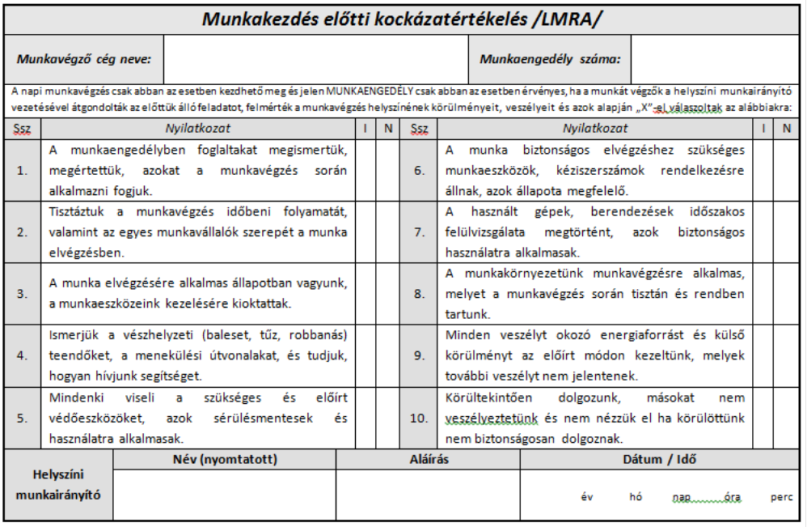 Munkakezdés előtti kockázatértékelés /LMRA/
Munkavégző cég neve:
Munkaengedély száma:
A napi munkavégzés csak abban az esetben kezdhető meg és jelen MUNKAENGEDÉLY csak abban az esetben érvényes, ha a munkát végzők a helyszíni munkairányító
vezetésével átgondolták az előttük álló feladatot, felmérték a munkavégzés helyszínének körülményeit, veszélyeit és azok alapján „X”-el válaszoltak az alábbiakra:
Ssz Nyilatkozat I N Ssz Nyilatkozat I N
1.
A munkaengedélyben foglaltakat megismertük,
megértettük, azokat a munkavégzés során
alkalmazni fogjuk.
6.
A munka biztonságos elvégzéshez szükséges
munkaeszközök, kéziszerszámok rendelkezésre
állnak, azok állapota megfelelő.
2.
Tisztáztuk a munkavégzés időbeni folyamatát,
valamint az egyes munkavállalók szerepét a munka
elvégzésben.
7.
A használt gépek, berendezések időszakos
felülvizsgálata megtörtént, azok biztonságos
használatra alkalmasak.
3.
A munka elvégzésére alkalmas állapotban vagyunk,
a munkaeszközeink kezelésére kioktattak.
8.
A munkakörnyezetünk munkavégzésre alkalmas,
melyet a munkavégzés során tisztán és rendben
tartunk.
4.
Ismerjük a vészhelyzeti (baleset, tűz, robbanás)
teendőket, a menekülési útvonalakat, és tudjuk,
hogyan hívjunk segítséget.
9.
Minden veszélyt okozó energiaforrást és külső
körülményt az előírt módon kezeltünk, melyek
további veszélyt nem jelentenek.
5.
Mindenki viseli a szükséges és előírt
védőeszközöket, azok sérülésmentesek és
használatra alkalmasak.
10.
Körültekintően dolgozunk, másokat nem
veszélyeztetünk és nem nézzük el ha körülöttünk
nem biztonságosan dolgoznak.
Helyszíni
munkairányító
Név (nyomtatott) Aláírás Dátum / Idő
év hó nap óra perc